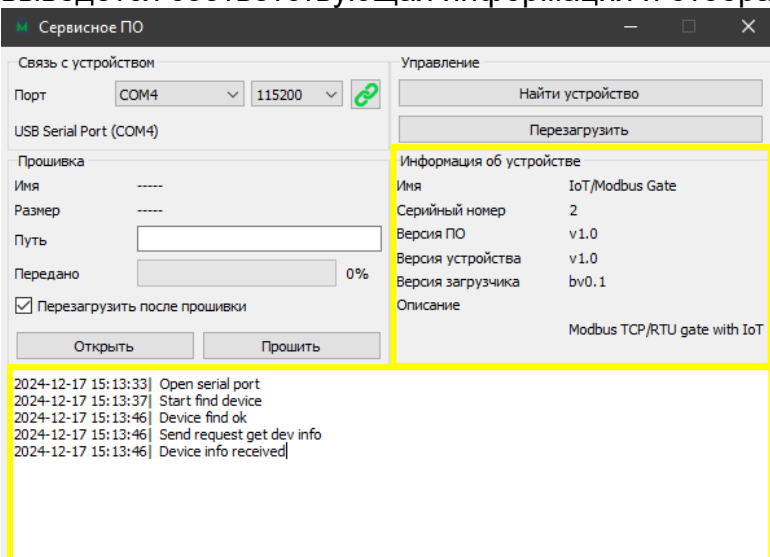 выведется соответствующая информация и отобра
Сервисное ПО
Связь с устройством
Порт COM4 115200
USB Serial Port (COM4)
Управление
Найти устройство
Перезагрузить
Прошивка
Имя -----
Размер -----
Путь
Передано 0%
Перезагрузить после прошивки
Открыть Прошить
Информация об устройстве
Имя IoT/Modbus Gate
Серийный номер 2
Версия ПО v1.0
Версия устройства v1.0
Версия загрузчика bv0.1
Описание
Modbus TCP/RTU gate with IoT
2024-12-17 15:13:33| Open serial port
2024-12-17 15:13:37| Start find device
2024-12-17 15:13:46| Device find ok
2024-12-17 15:13:46| Send request get dev info
2024-12-17 15:13:46| Device info received